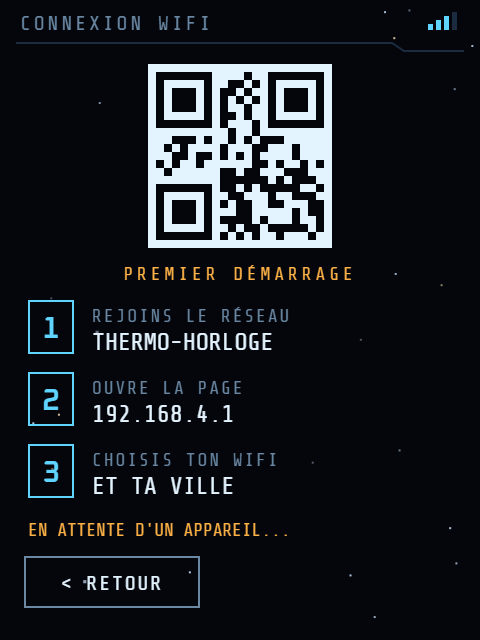 CONNEXION WIFI
PREMIER DÉMARRAGE
1
REJOINS LE RÉSEAU
THERMO-HORLOGE
2
OUVRE LA PAGE
192.168.4.1
3
CHOISIS TON WIFI
ET TA VILLE
EN ATTENTE D'UN APPAREIL...
< RETOUR